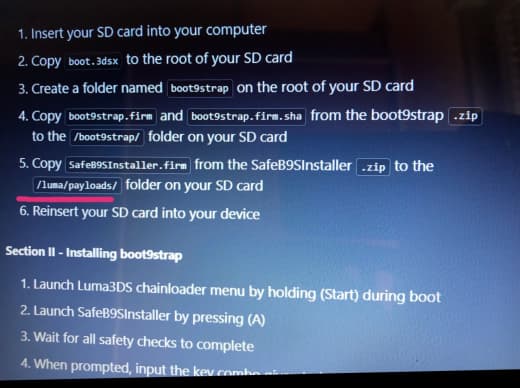 1. Insert your SD card into your computer
2. Copy boot.3dsx to the root of your SD card
3. Create a folder named boot9strap on the root of your SD card
4. Copy boot9strap.firm and boot9strap.firm.sha from the boot9strap .zip
to the /boot9strap/ folder on your SD card
5. Copy SafeB9SInstaller.firm from the SafeB9SInstaller .zip to the
/luma/payloads/ folder on your SD card
6. Reinsert your SD card into your device
Section II - Installing boot9strap
1. Launch Luma3DS chainloader menu by holding (Start) during boot
2. Launch SafeB9SInstaller by pressing (A)
3. Wait for all safety checks to complete
4. When prompted, input the key combo